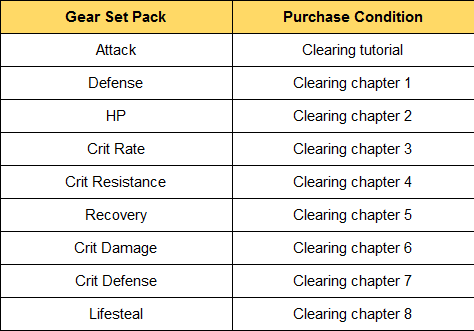 Gear Set Pack Purchase Condition
Attack Clearing tutorial
Defense Clearing chapter 1
HP Clearing chapter 2
Crit Rate Clearing chapter 3
Crit Resistance Clearing chapter 4
Recovery Clearing chapter 5
Crit Damage Clearing chapter 6
Crit Defense Clearing chapter 7
Lifesteal Clearing chapter 8